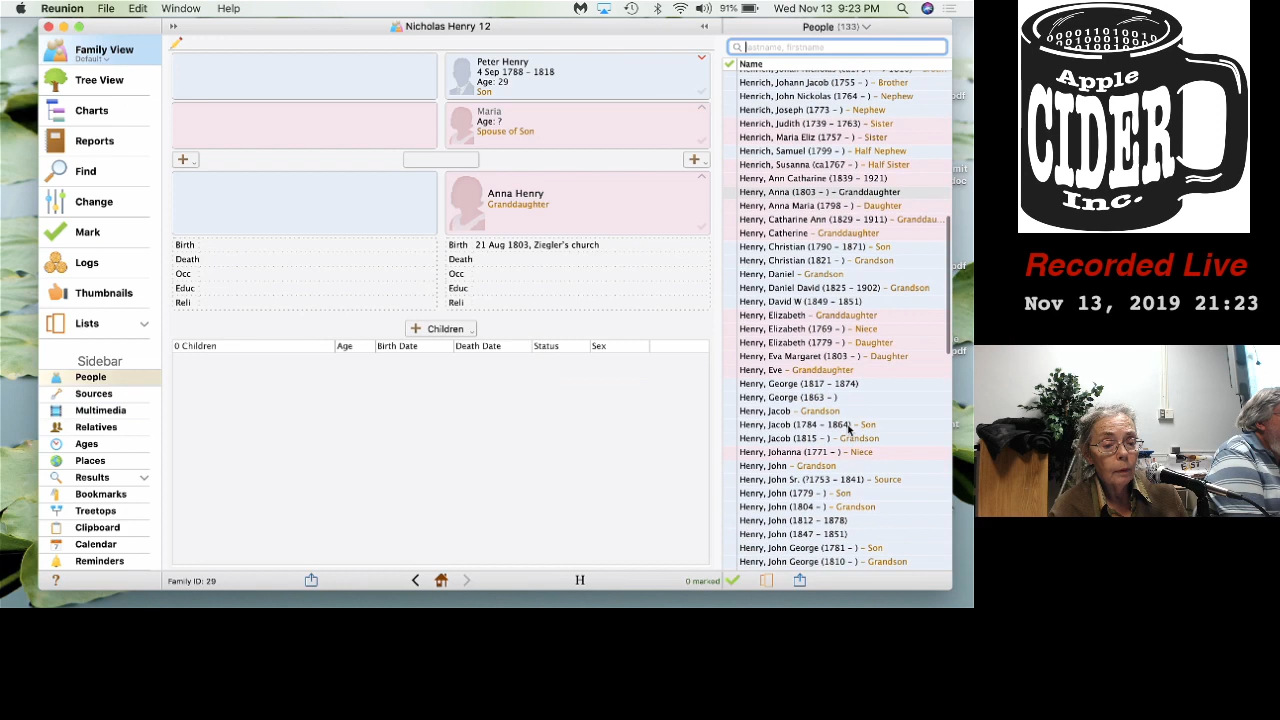 Reunion File Edit Window Help
91% Wed Nov 13 9:23 PM
Nicholas Henry 12
People (133)
Family View
Default
Tree View
Charts
Reports
Find
Change
Mark
Logs
Thumbnails
Lists
Sidebar
People
Sources
Multimedia
Relatives
Ages
Places
Results
Bookmarks
Treetops
Clipboard
Calendar
Reminders
?
Peter Henry
4 Sep 1788 – 1818
Age: 29
Son
Maria
Age: ?
Spouse of Son
Anna Henry
Granddaughter
Birth
Death
Occ
Educ
Reli
Birth 21 Aug 1803, Ziegler's church
Death
Occ
Educ
Reli
Children
0 Children Age Birth Date Death Date Status Sex
Family ID: 29
H
0 marked
lastname, firstname
Name
Henrich, Johann Jacob (1755 – ) – Brother
Henrich, John Nickolas (1764 – ) – Nephew
Henrich, Joseph (1773 – ) – Nephew
Henrich, Judith (1739 – 1763) – Sister
Henrich, Maria Eliz (1757 – ) – Sister
Henrich, Samuel (1799 – ) – Half Nephew
Henrich, Susanna (ca1767 – ) – Half Sister
Henry, Ann Catharine (1839 – 1921)
Henry, Anna (1803 – ) – Granddaughter
Henry, Anna Maria (1798 – ) – Daughter
Henry, Catharine Ann (1829 – 1911) – Granddau...
Henry, Catherine – Granddaughter
Henry, Christian (1790 – 1871) – Son
Henry, Christian (1821 – ) – Grandson
Henry, Daniel – Grandson
Henry, Daniel David (1825 – 1902) – Grandson
Henry, David W (1849 – 1851)
Henry, Elizabeth – Granddaughter
Henry, Elizabeth (1769 – ) – Niece
Henry, Elizabeth (1779 – ) – Daughter
Henry, Eva Margaret (1803 – ) – Daughter
Henry, Eve – Granddaughter
Henry, George (1817 – 1874)
Henry, George (1863 – )
Henry, Jacob – Grandson
Henry, Jacob (1784 – 1864) – Son
Henry, Jacob (1815 – ) – Grandson
Henry, Johanna (1771 – ) – Niece
Henry, John – Grandson
Henry, John Sr. (?1753 – 1841) – Source
Henry, John (1779 – ) – Son
Henry, John (1804 – ) – Grandson
Henry, John (1812 – 1878)
Henry, John (1847 – 1851)
Henry, John George (1781 – ) – Son
Henry, John George (1810 – ) – Grandson
Apple
CIDER
Inc.
Recorded Live
Nov 13, 2019 21:23